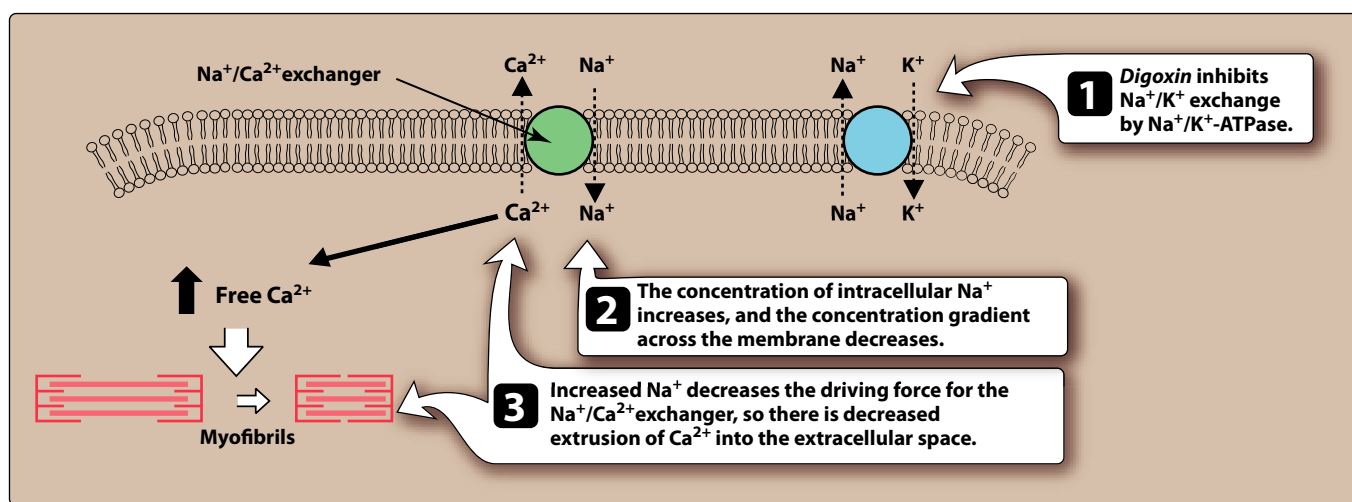 Na⁺/Ca²⁺exchanger
Ca²⁺
Na⁺
Na⁺
K⁺
1
Digoxin inhibits
Na⁺/K⁺ exchange
by Na⁺/K⁺-ATPase.
Ca²⁺
Na⁺
Na⁺
K⁺
Free Ca²⁺
2
The concentration of intracellular Na⁺
increases, and the concentration gradient
across the membrane decreases.
3
Increased Na⁺ decreases the driving force for the
Na⁺/Ca²⁺exchanger, so there is decreased
extrusion of Ca²⁺ into the extracellular space.
Myofibrils